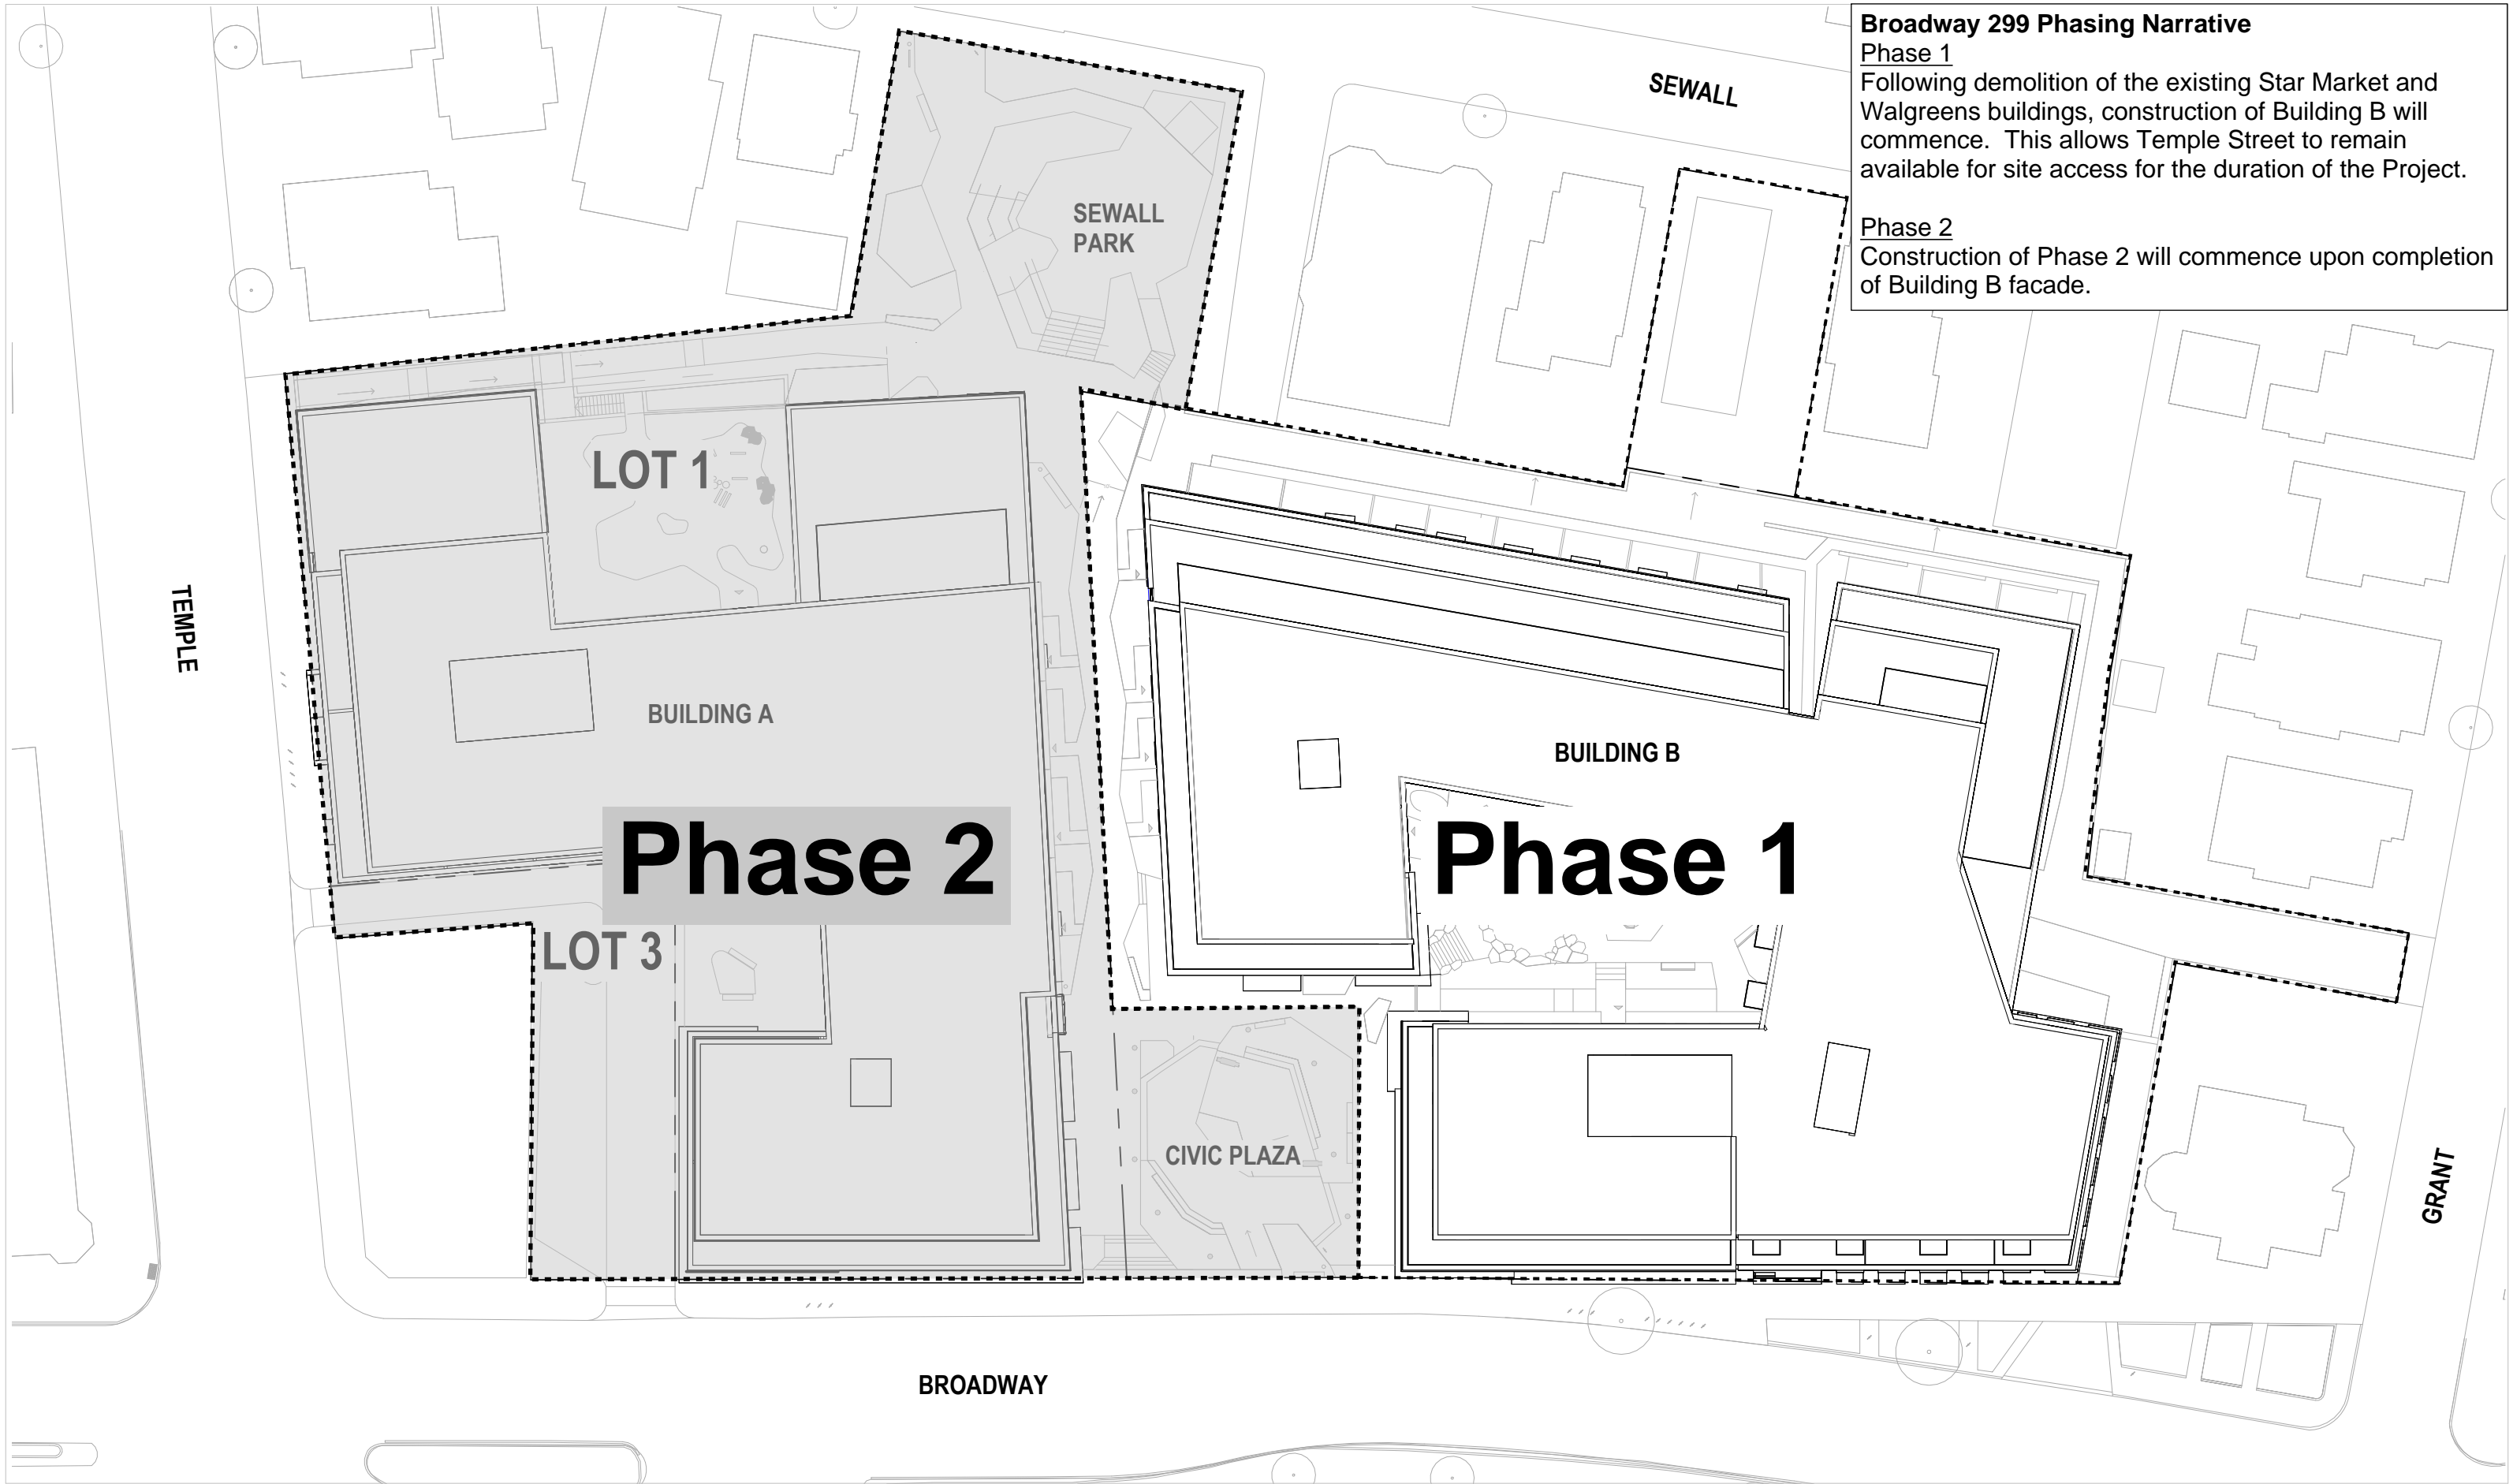 Broadway 299 Phasing Narrative
Phase 1
Following demolition of the existing Star Market and
Walgreens buildings, construction of Building B will
commence.  This allows Temple Street to remain
available for site access for the duration of the Project.
Phase 2
Construction of Phase 2 will commence upon completion
of Building B facade.
SEWALL
SEWALL
PARK
LOT 1
TEMPLE
BUILDING A
BUILDING B
Phase 2
Phase 1
LOT 3
CIVIC PLAZA
GRANT
BROADWAY